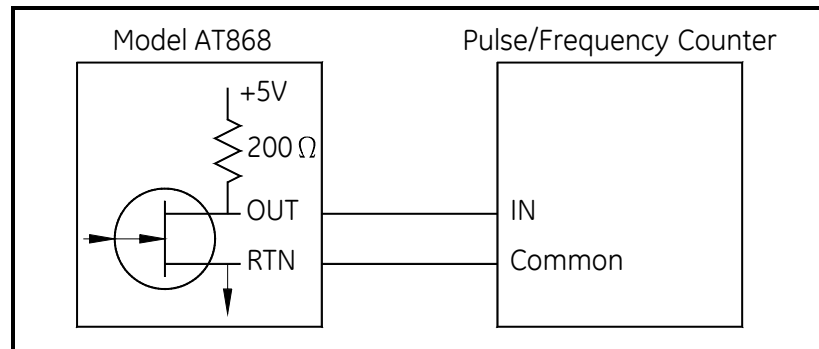 Model AT868
Pulse/Frequency Counter
+5V
200 Ω
OUT
IN
RTN
Common